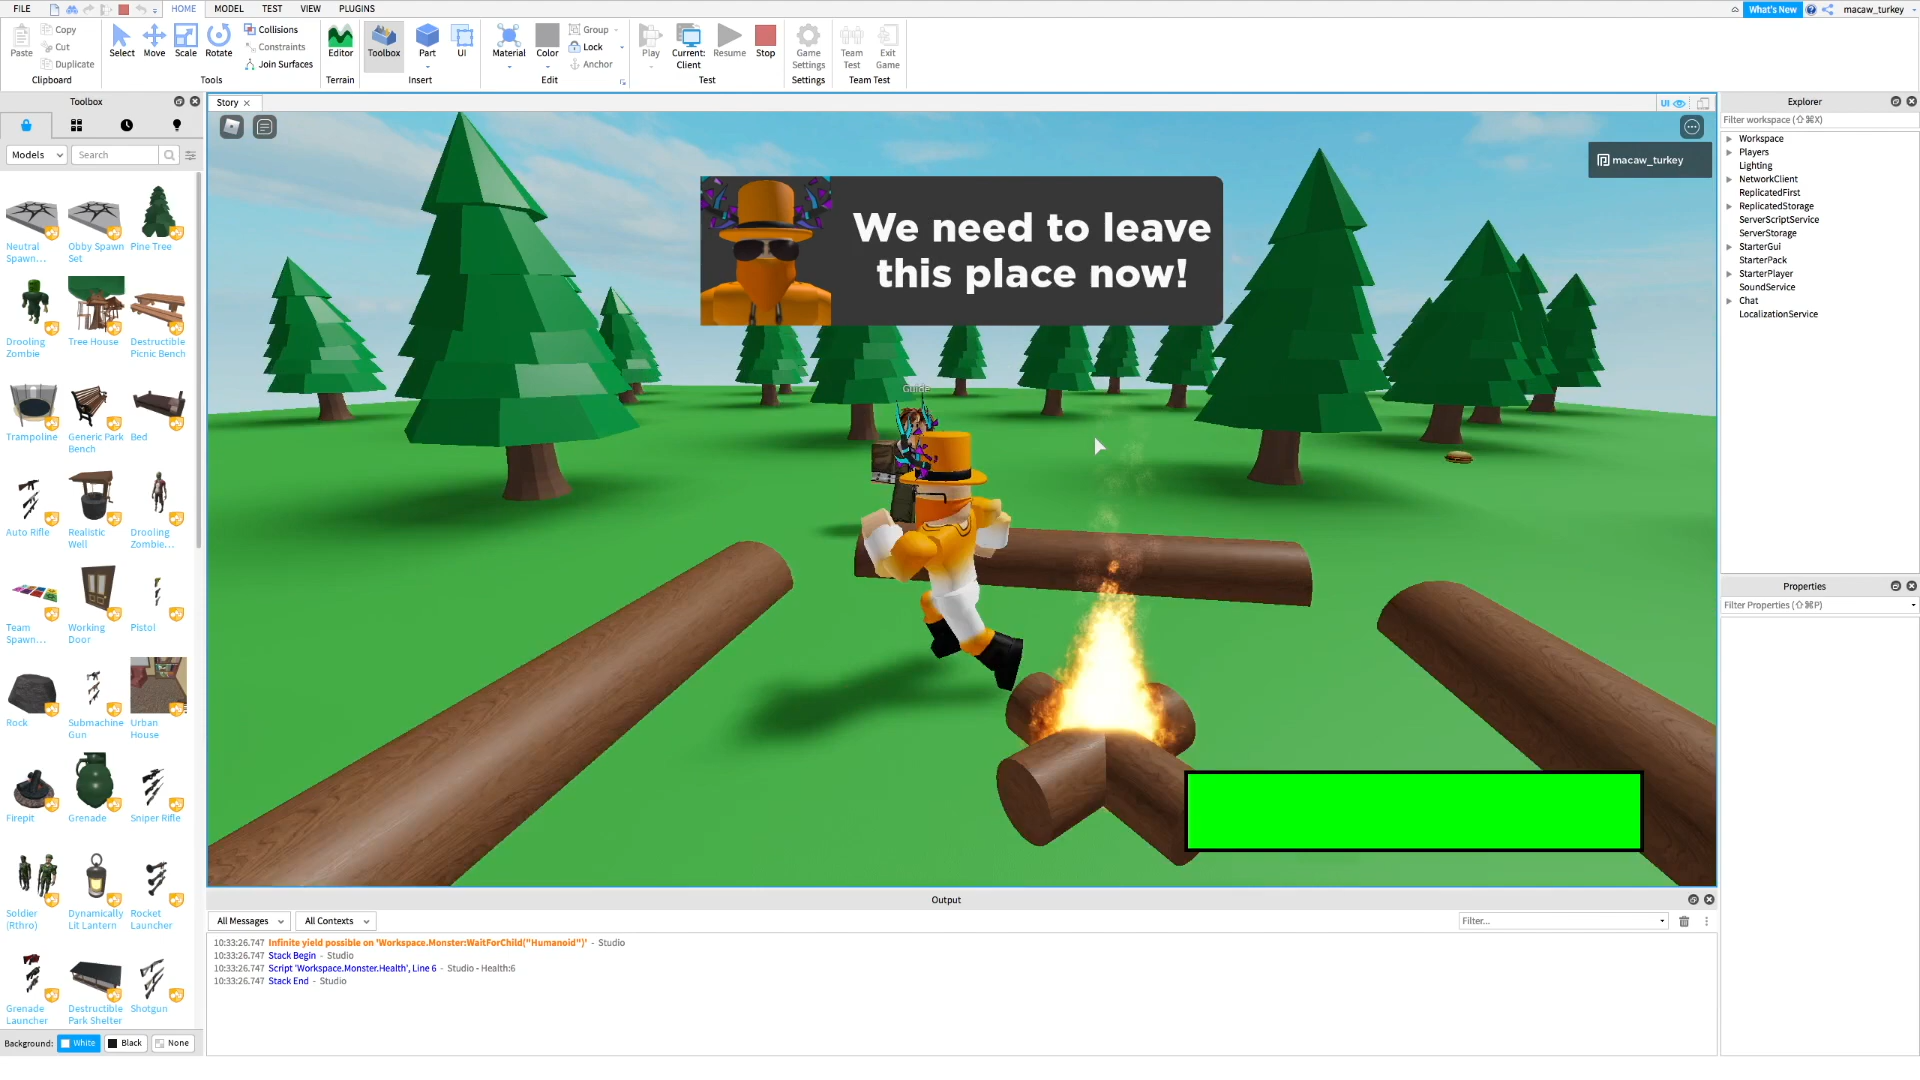 FILE HOME MODEL TEST VIEW PLUGINS What's New macaw_turkey
Paste Copy Cut Duplicate
Clipboard
Select Move Scale Rotate Collisions Constraints Join Surfaces
Tools
Editor
Terrain
Toolbox Part UI
Insert
Material Color Group Lock Anchor
Edit
Play Current: Client Resume Stop
Test
Game Settings
Settings
Team Test Exit Game
Team Test
Toolbox
Models Search
Neutral Spawn... Obby Spawn Set Pine Tree
Drooling Zombie Tree House Destructible Picnic Bench
Trampoline Generic Park Bench Bed
Auto Rifle Realistic Well Drooling Zombie...
Team Spawn... Working Door Pistol
Rock Submachine Gun Urban House
Firepit Grenade Sniper Rifle
Soldier (Rthro) Dynamically Lit Lantern Rocket Launcher
Grenade Launcher Destructible Park Shelter Shotgun
Background: White Black None
Story
UI
macaw_turkey
We need to leave
this place now!
Guide
Output
All Messages All Contexts Filter...
10:33:26.747 Infinite yield possible on 'Workspace.Monster:WaitForChild("Humanoid")' - Studio
10:33:26.747 Stack Begin - Studio
10:33:26.747 Script 'Workspace.Monster.Health', Line 6 - Studio - Health:6
10:33:26.747 Stack End - Studio
Explorer
Filter workspace (⇧⌘X)
Workspace
Players
Lighting
NetworkClient
ReplicatedFirst
ReplicatedStorage
ServerScriptService
ServerStorage
StarterGui
StarterPack
StarterPlayer
SoundService
Chat
LocalizationService
Properties
Filter Properties (⇧⌘P)